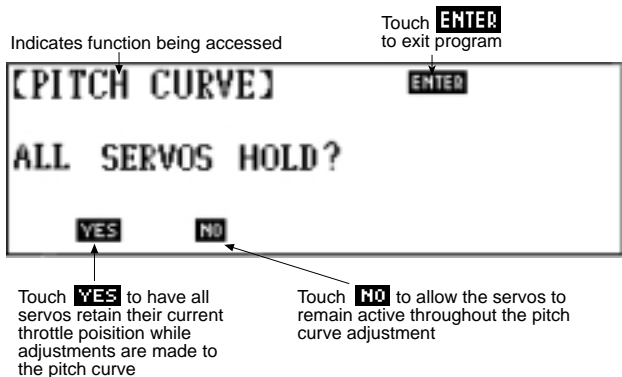 Touch ENTER
to exit program
Indicates function being accessed
[PITCH CURVE]
ENTER
ALL SERVOS HOLD?
YES
NO
Touch YES to have all
servos retain their current
throttle poisition while
adjustments are made to
the pitch curve
Touch NO to allow the servos to
remain active throughout the pitch
curve adjustment